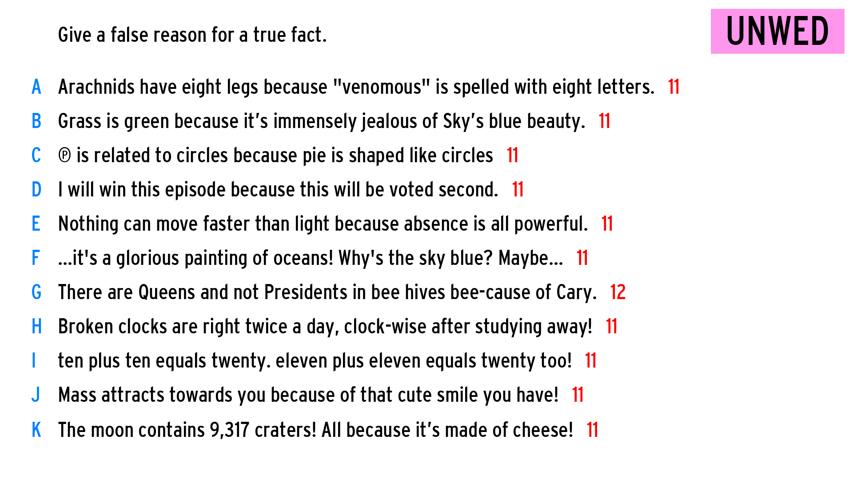 Give a false reason for a true fact.
UNWED
A Arachnids have eight legs because "venomous" is spelled with eight letters. 11
B Grass is green because it's immensely jealous of Sky's blue beauty. 11
C ℗ is related to circles because pie is shaped like circles 11
D I will win this episode because this will be voted second. 11
E Nothing can move faster than light because absence is all powerful. 11
F ...it's a glorious painting of oceans! Why's the sky blue? Maybe... 11
G There are Queens and not Presidents in bee hives bee-cause of Cary. 12
H Broken clocks are right twice a day, clock-wise after studying away! 11
I ten plus ten equals twenty. eleven plus eleven equals twenty too! 11
J Mass attracts towards you because of that cute smile you have! 11
K The moon contains 9,317 craters! All because it's made of cheese! 11